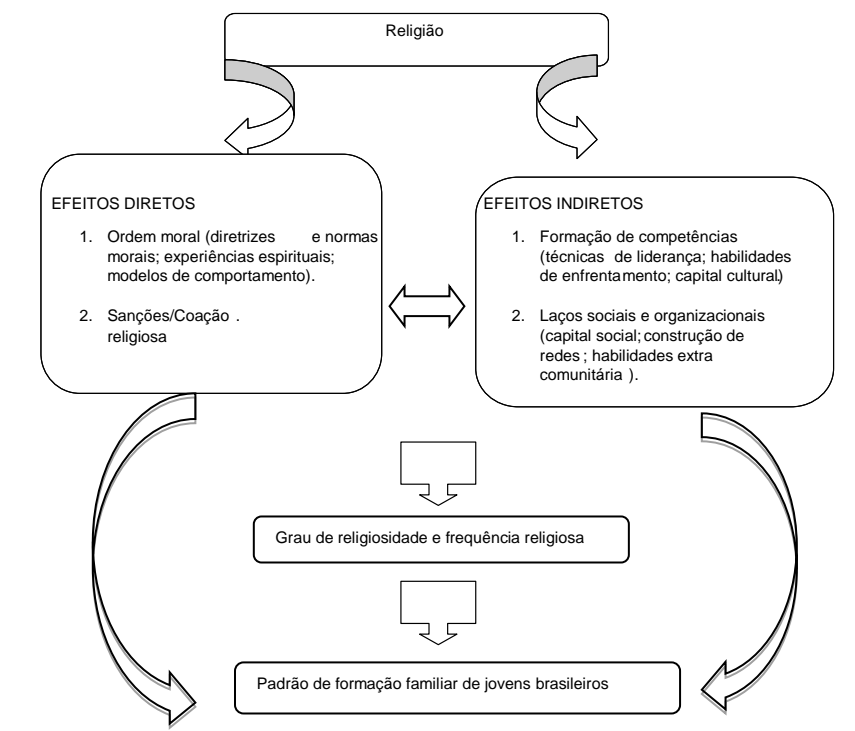 Religião
EFEITOS DIRETOS
1. Ordem moral (diretrizes e normas
morais; experiências espirituais;
modelos de comportamento).
2. Sanções/Coação .
religiosa
EFEITOS INDIRETOS
1. Formação de competências
(técnicas de liderança; habilidades
de enfrentamento; capital cultural)
2. Laços sociais e organizacionais
(capital social; construção de
redes ; habilidades extra
comunitária ).
Grau de religiosidade e frequência religiosa
Padrão de formação familiar de jovens brasileiros